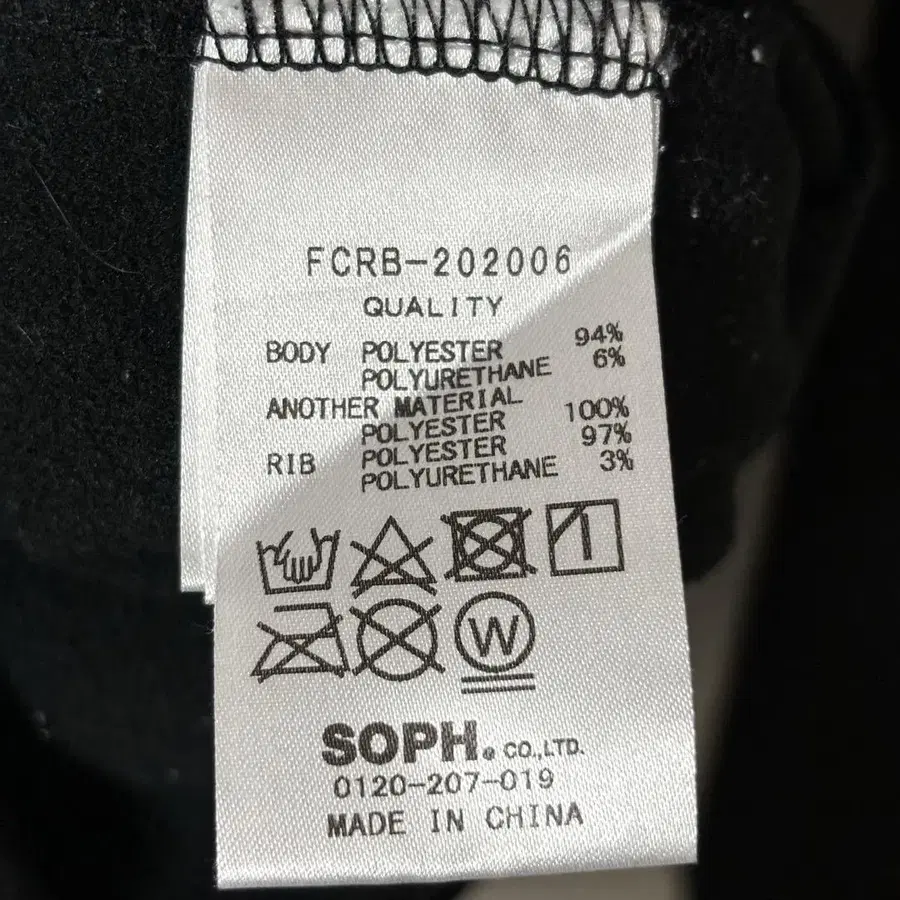 FCRB-202006
QUALITY
BODY POLYESTER 94%
POLYURETHANE 6%
ANOTHER MATERIAL
POLYESTER 100%
RIB POLYESTER 97%
POLYURETHANE 3%
W
SOPH. CO.,LTD.
0120-207-019
MADE IN CHINA